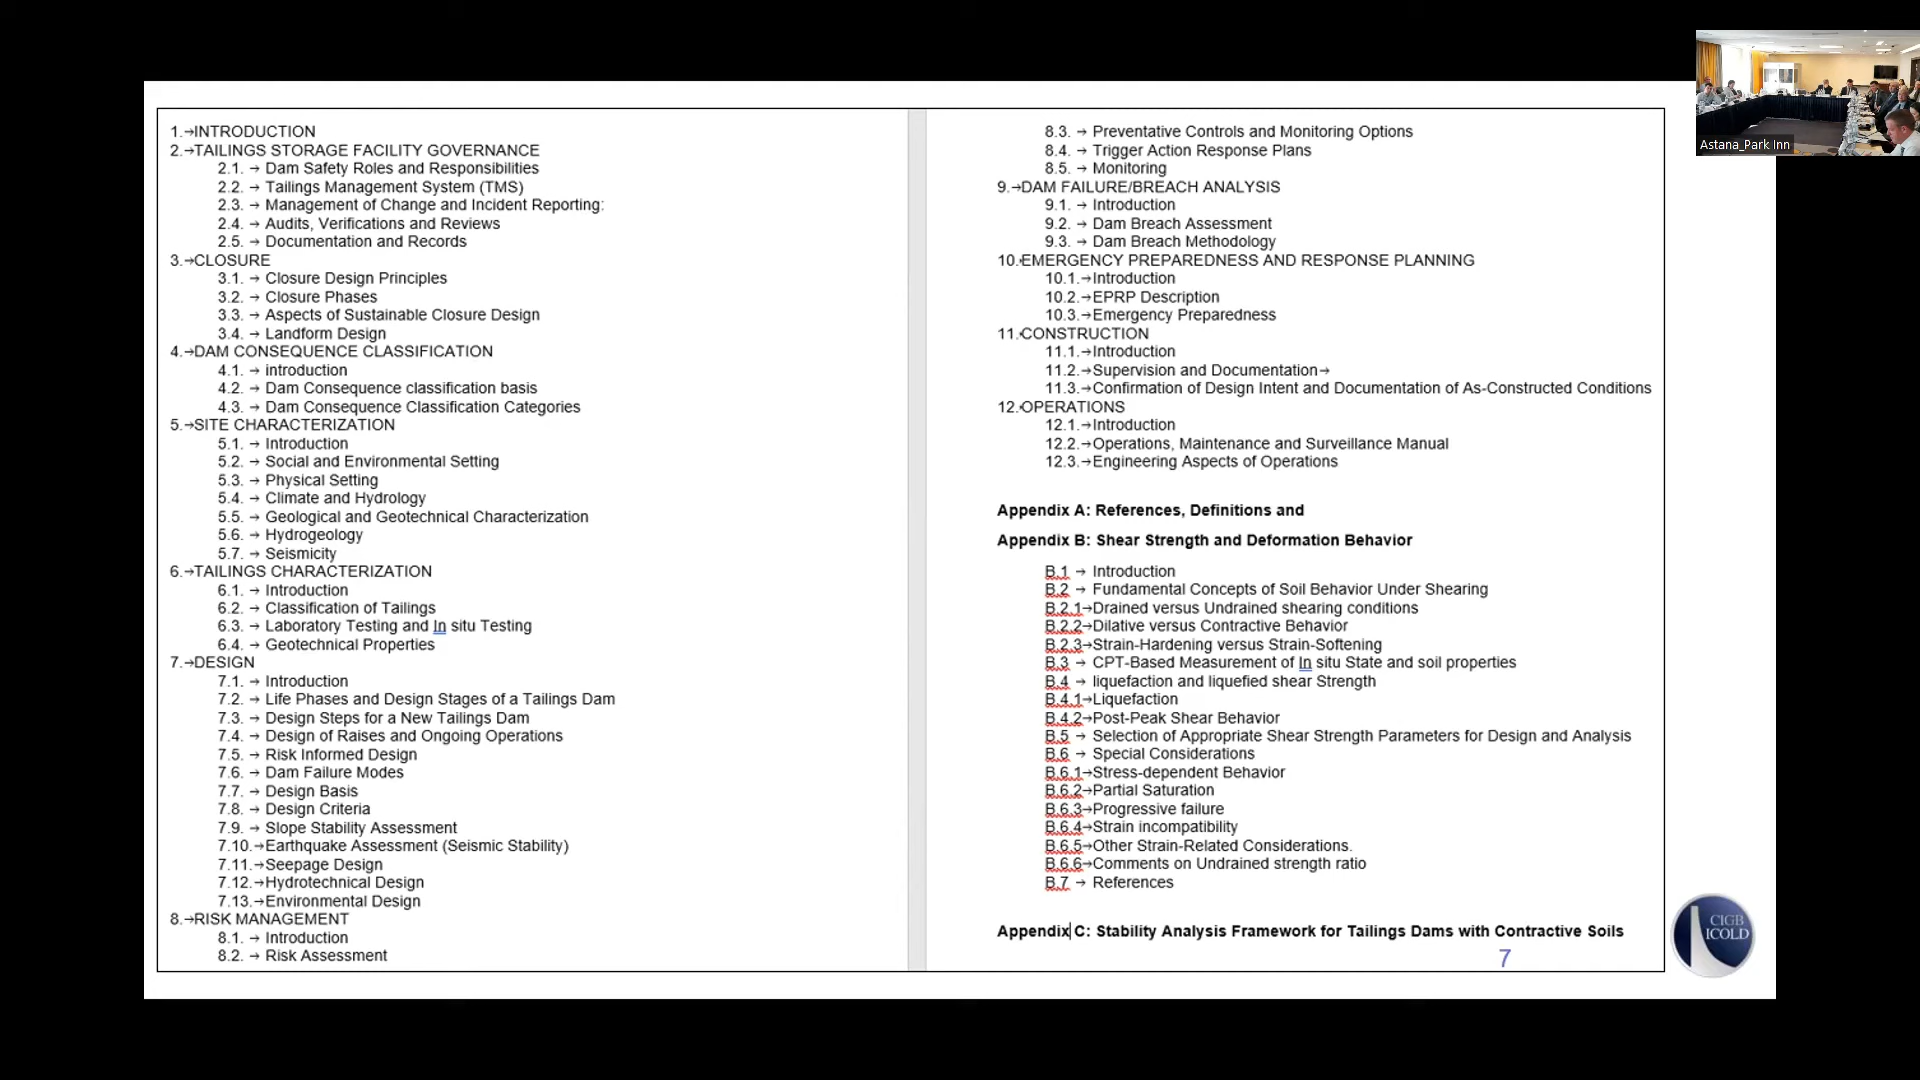 1.→INTRODUCTION
2.→TAILINGS STORAGE FACILITY GOVERNANCE
2.1. → Dam Safety Roles and Responsibilities
2.2. → Tailings Management System (TMS)
2.3. → Management of Change and Incident Reporting:
2.4. → Audits, Verifications and Reviews
2.5. → Documentation and Records
3.→CLOSURE
3.1. → Closure Design Principles
3.2. → Closure Phases
3.3. → Aspects of Sustainable Closure Design
3.4. → Landform Design
4.→DAM CONSEQUENCE CLASSIFICATION
4.1. → introduction
4.2. → Dam Consequence classification basis
4.3. → Dam Consequence Classification Categories
5.→SITE CHARACTERIZATION
5.1. → Introduction
5.2. → Social and Environmental Setting
5.3. → Physical Setting
5.4. → Climate and Hydrology
5.5. → Geological and Geotechnical Characterization
5.6. → Hydrogeology
5.7. → Seismicity
6.→TAILINGS CHARACTERIZATION
6.1. → Introduction
6.2. → Classification of Tailings
6.3. → Laboratory Testing and In situ Testing
6.4. → Geotechnical Properties
7.→DESIGN
7.1. → Introduction
7.2. → Life Phases and Design Stages of a Tailings Dam
7.3. → Design Steps for a New Tailings Dam
7.4. → Design of Raises and Ongoing Operations
7.5. → Risk Informed Design
7.6. → Dam Failure Modes
7.7. → Design Basis
7.8. → Design Criteria
7.9. → Slope Stability Assessment
7.10.→Earthquake Assessment (Seismic Stability)
7.11.→Seepage Design
7.12.→Hydrotechnical Design
7.13.→Environmental Design
8.→RISK MANAGEMENT
8.1. → Introduction
8.2. → Risk Assessment
8.3. → Preventative Controls and Monitoring Options
8.4. → Trigger Action Response Plans
8.5. → Monitoring
9.→DAM FAILURE/BREACH ANALYSIS
9.1. → Introduction
9.2. → Dam Breach Assessment
9.3. → Dam Breach Methodology
10.EMERGENCY PREPAREDNESS AND RESPONSE PLANNING
10.1.→Introduction
10.2.→EPRP Description
10.3.→Emergency Preparedness
11.CONSTRUCTION
11.1.→Introduction
11.2.→Supervision and Documentation→
11.3.→Confirmation of Design Intent and Documentation of As-Constructed Conditions
12.OPERATIONS
12.1.→Introduction
12.2.→Operations, Maintenance and Surveillance Manual
12.3.→Engineering Aspects of Operations
Appendix A: References, Definitions and
Appendix B: Shear Strength and Deformation Behavior
B.1 → Introduction
B.2 → Fundamental Concepts of Soil Behavior Under Shearing
B.2.1→Drained versus Undrained shearing conditions
B.2.2→Dilative versus Contractive Behavior
B.2.3→Strain-Hardening versus Strain-Softening
B.3 → CPT-Based Measurement of In situ State and soil properties
B.4 → liquefaction and liquefied shear Strength
B.4.1→Liquefaction
B.4.2→Post-Peak Shear Behavior
B.5 → Selection of Appropriate Shear Strength Parameters for Design and Analysis
B.6 → Special Considerations
B.6.1→Stress-dependent Behavior
B.6.2→Partial Saturation
B.6.3→Progressive failure
B.6.4→Strain incompatibility
B.6.5→Other Strain-Related Considerations.
B.6.6→Comments on Undrained strength ratio
B.7 → References
Appendix C: Stability Analysis Framework for Tailings Dams with Contractive Soils
7
CIGB
ICOLD
Astana_Park Inn